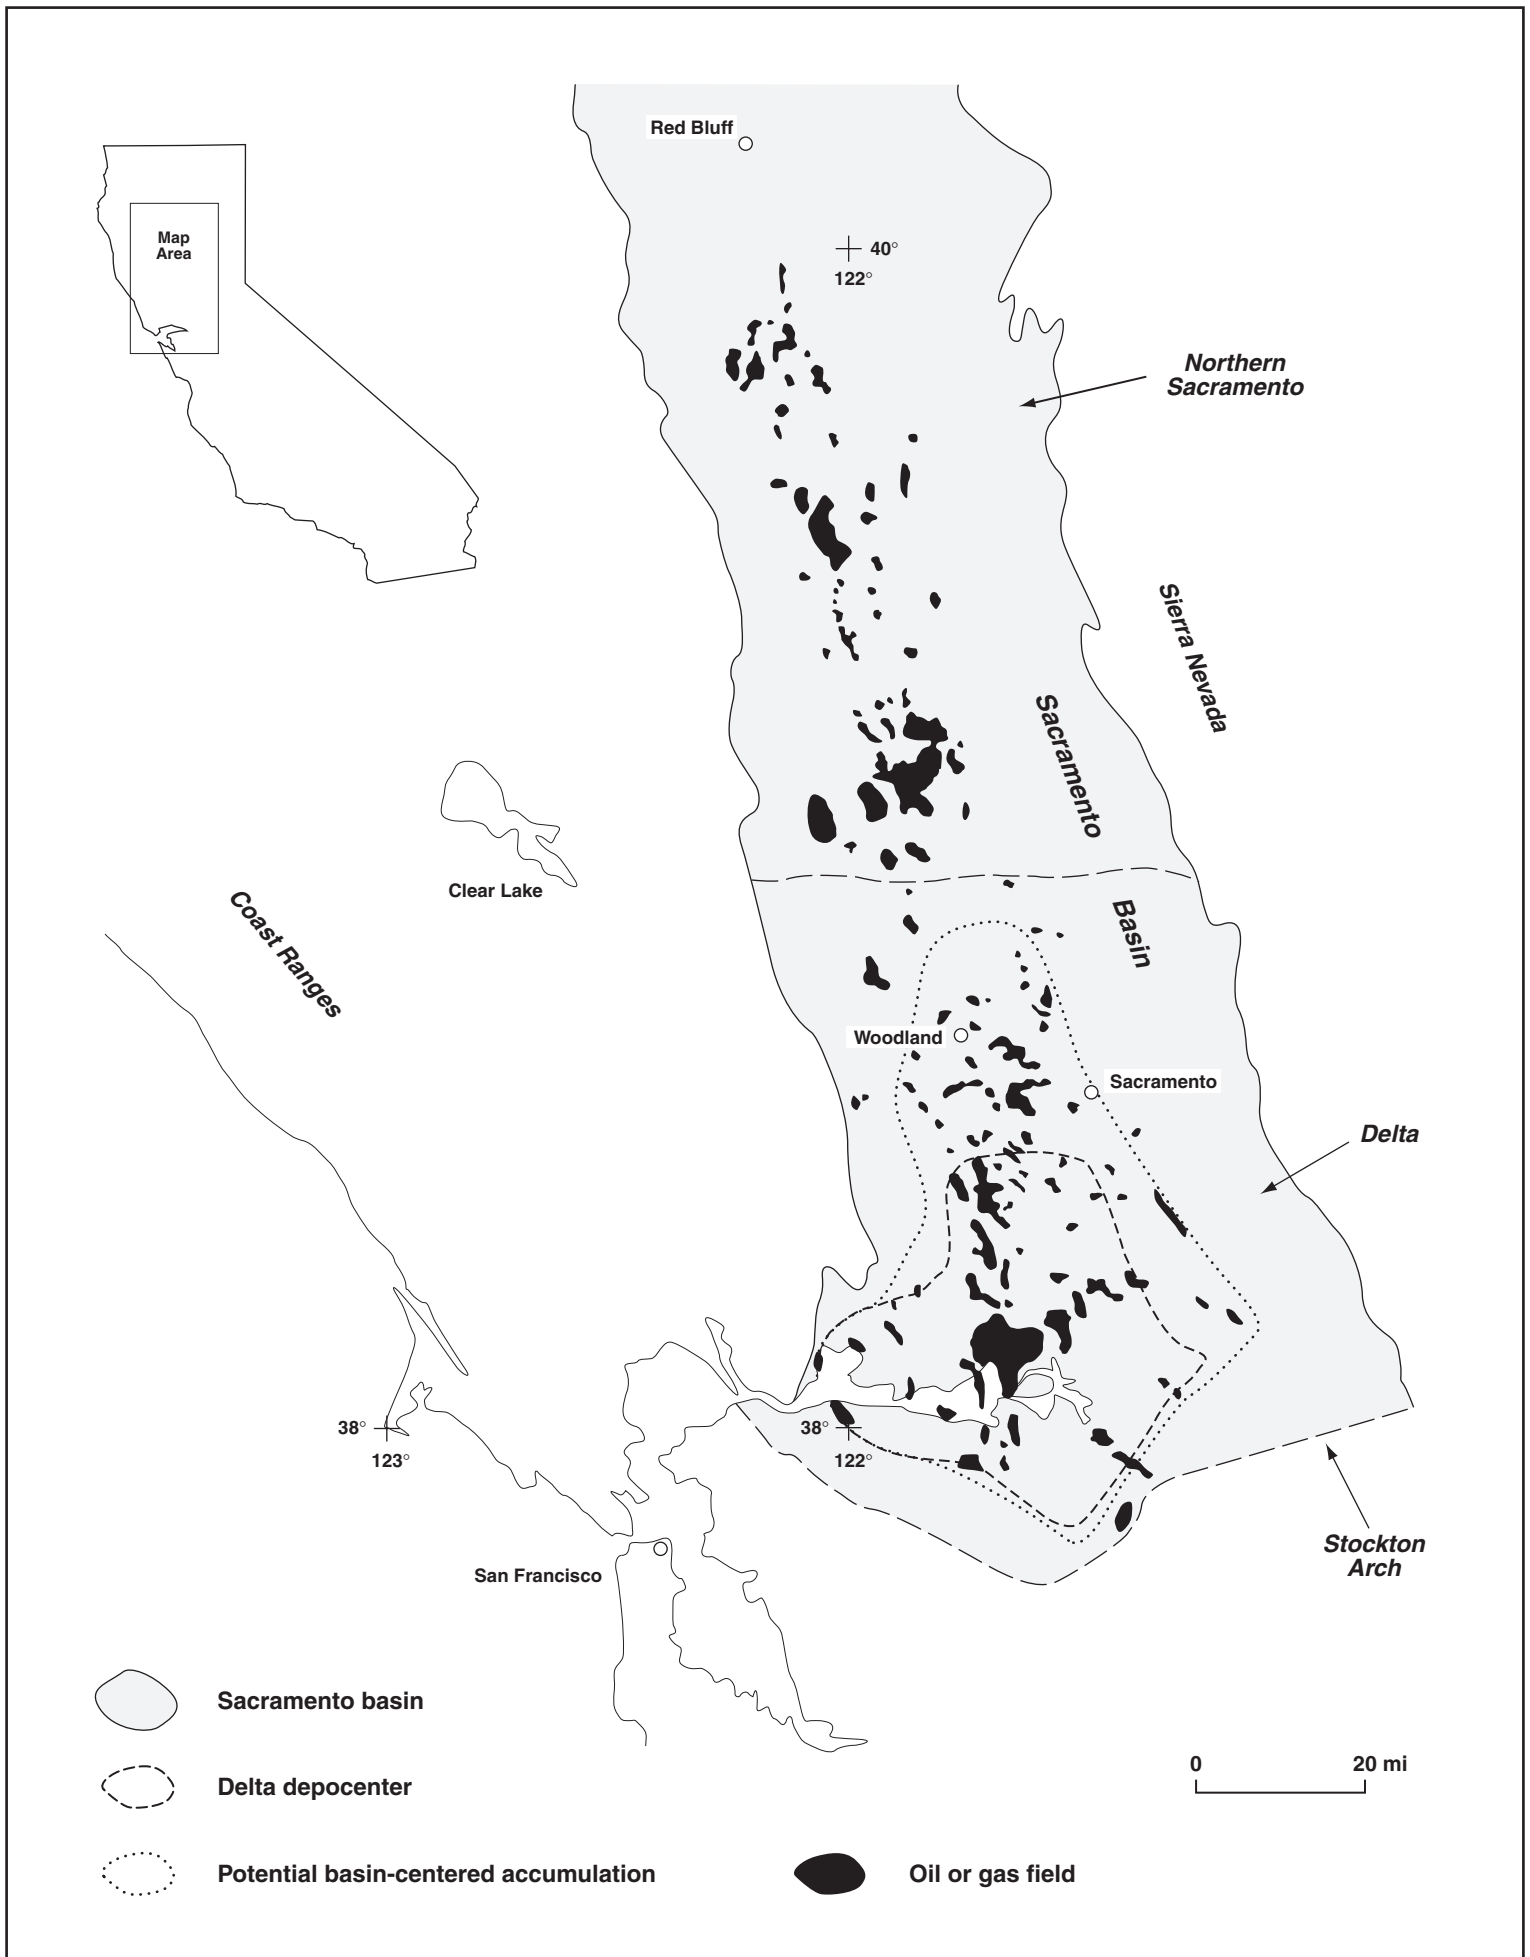 Red Bluff
Map
Area
40°
122°
Northern
Sacramento
Sierra Nevada
Sacramento
Clear Lake
Coast Ranges
Basin
Woodland
Sacramento
Delta
38°
123°
38°
122°
Stockton
Arch
San Francisco
Sacramento basin
0 20 mi
Delta depocenter
Potential basin-centered accumulation
Oil or gas field